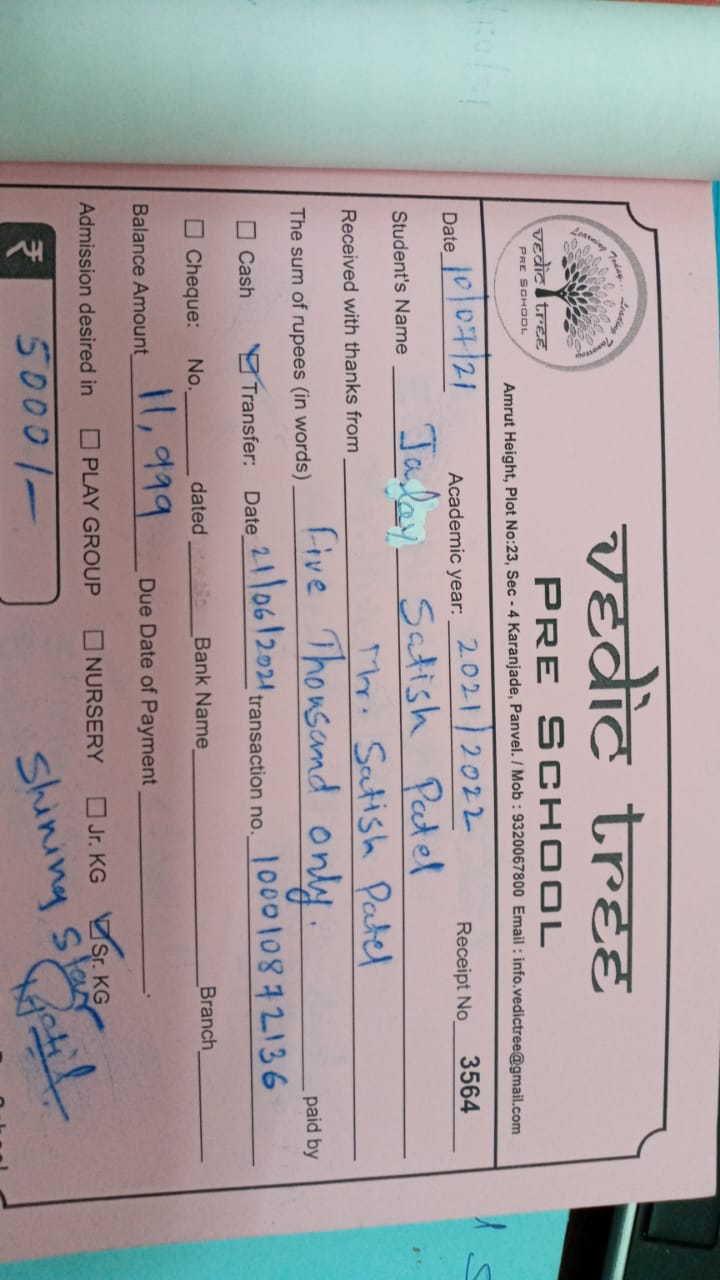 Learning Today... Leading Tomorrow
vedic tree
PRE SCHOOL
vedic tree
PRE SCHOOL
Amrut Height, Plot No:23, Sec - 4 Karanjade, Panvel. / Mob : 9320067800 Email : info.vedictree@gmail.com
Date 10/07/21 Academic year: 2021/2022 Receipt No 3564
Student's Name Satish Patel
Received with thanks from Mr. Satish Patel
The sum of rupees (in words) Five Thousand only. paid by
☐ Cash ☑ Transfer: Date 21/06/2021 transaction no. 100010872136
☐ Cheque: No. dated Bank Name Branch
Balance Amount 11,999 Due Date of Payment .
Admission desired in ☐ PLAY GROUP ☐ NURSERY ☐ Jr. KG ☑ Sr. KG
₹ 5000/- Shining Star